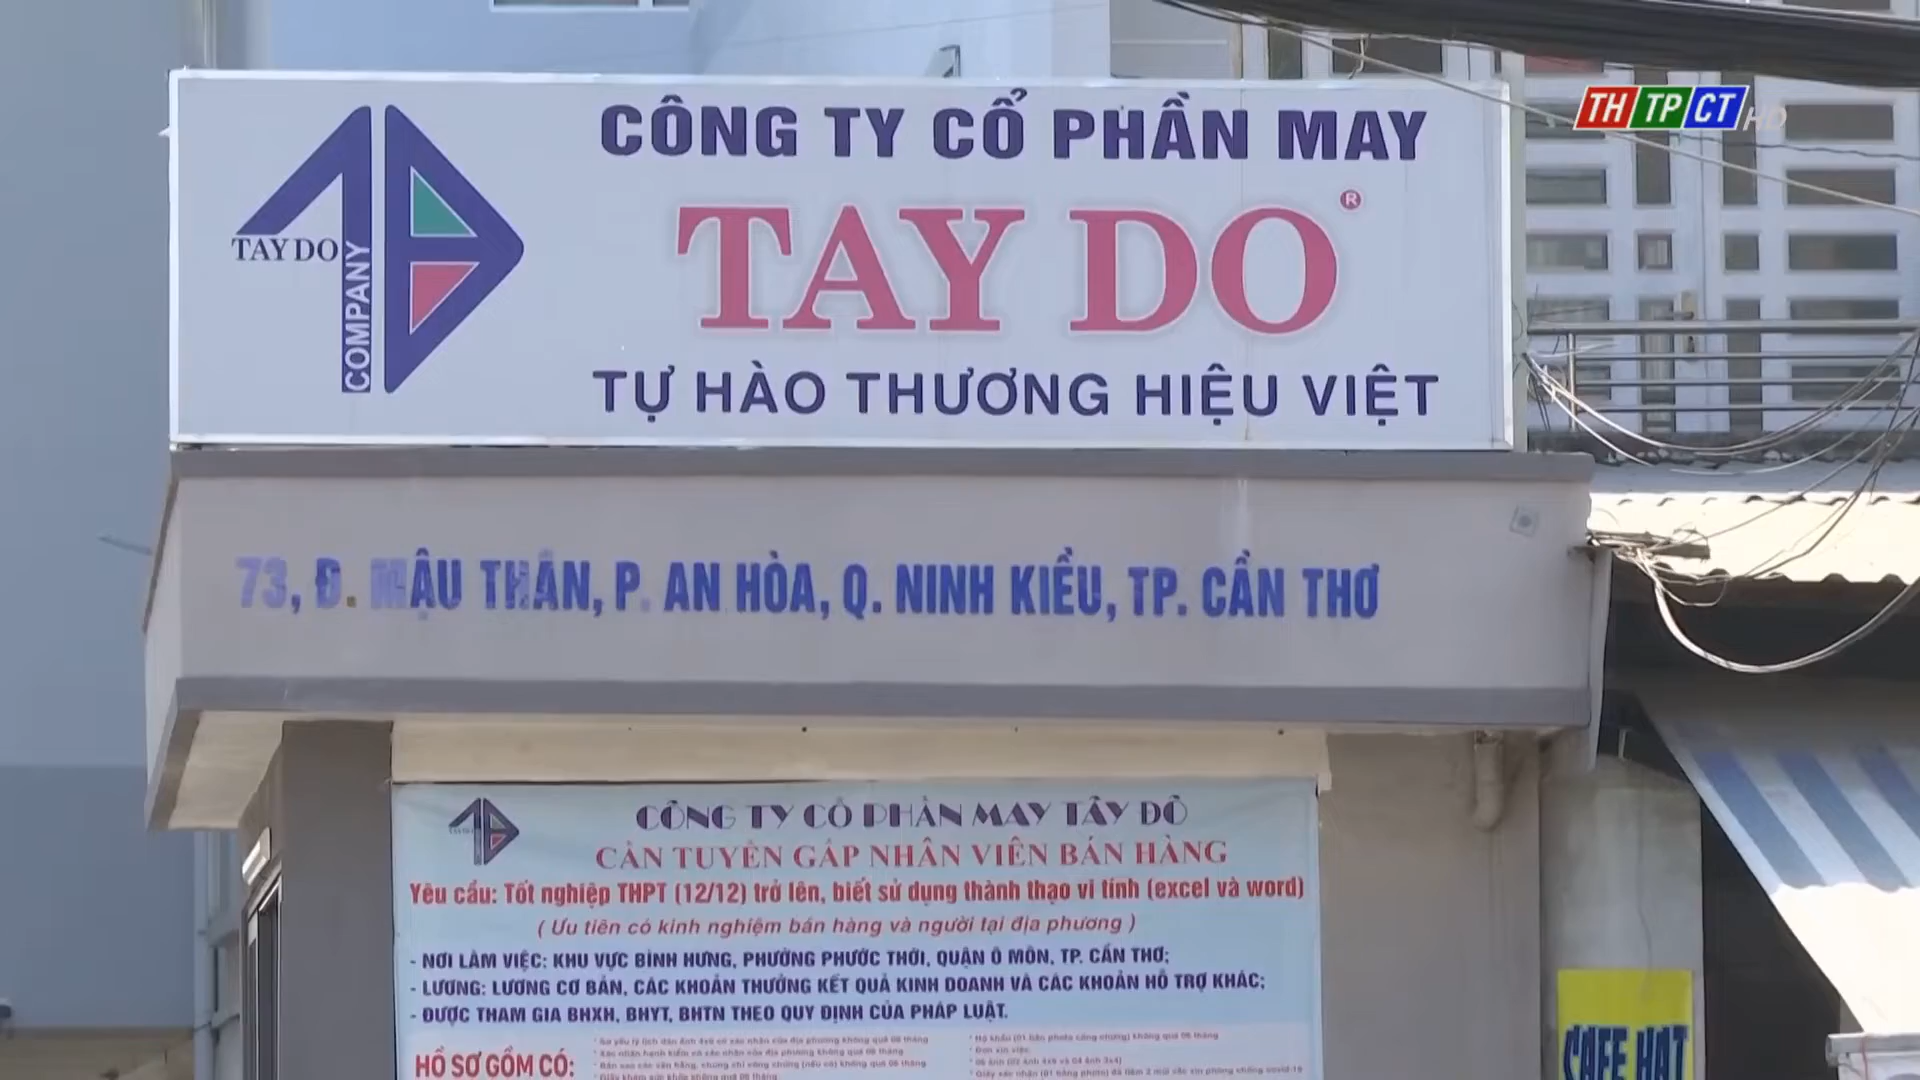 THTPCT HD
CÔNG TY CỔ PHẦN MAY
TAY DO®
TAY DO
COMPANY
TỰ HÀO THƯƠNG HIỆU VIỆT
73, Đ. MẬU THÂN, P. AN HÒA, Q. NINH KIỀU, TP. CẦN THƠ
CÔNG TY CỔ PHẦN MAY TÂY ĐÔ
CẦN TUYỂN GẤP NHÂN VIÊN BÁN HÀNG
Yêu cầu: Tốt nghiệp THPT (12/12) trở lên, biết sử dụng thành thạo vi tính (excel và word)
( Ưu tiên có kinh nghiệm bán hàng và người tại địa phương )
- NƠI LÀM VIỆC: KHU VỰC BÌNH HƯNG, PHƯỜNG PHƯỚC THỚI, QUẬN Ô MÔN, TP. CẦN THƠ;
- LƯƠNG: LƯƠNG CƠ BẢN, CÁC KHOẢN THƯỞNG KẾT QUẢ KINH DOANH VÀ CÁC KHOẢN HỖ TRỢ KHÁC;
- ĐƯỢC THAM GIA BHXH, BHYT, BHTN THEO QUY ĐỊNH CỦA PHÁP LUẬT.
HỒ SƠ GỒM CÓ:
CAFE HẠT